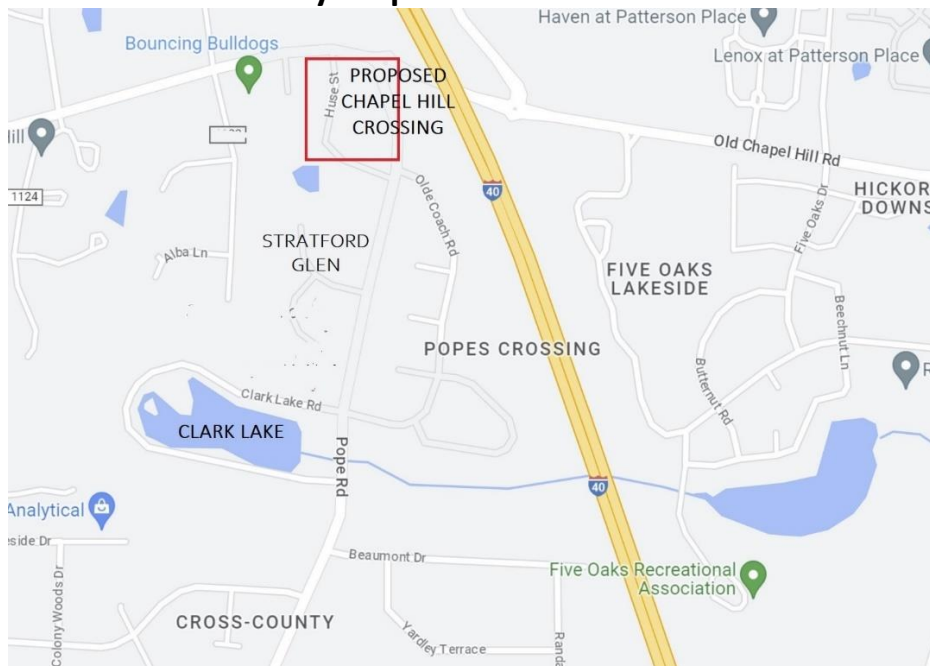 Haven at Patterson Place
Bouncing Bulldogs
Lenox at Patterson Place
PROPOSED
CHAPEL HILL
CROSSING
Huse St
Old Chapel Hill Rd
40
1124
HICKOR
DOWNS
Olde Coach Rd
Five Oaks Dr
STRATFORD
GLEN
Alba Ln
FIVE OAKS
LAKESIDE
Beechnut Ln
POPES CROSSING
Butternut Rd
R
Clark Lake Rd
CLARK LAKE
Pope Rd
40
Analytical
eside Dr
Beaumont Dr
Five Oaks Recreational
Association
Colony Woods Dr
CROSS-COUNTY
Yardley Terrace
Randa